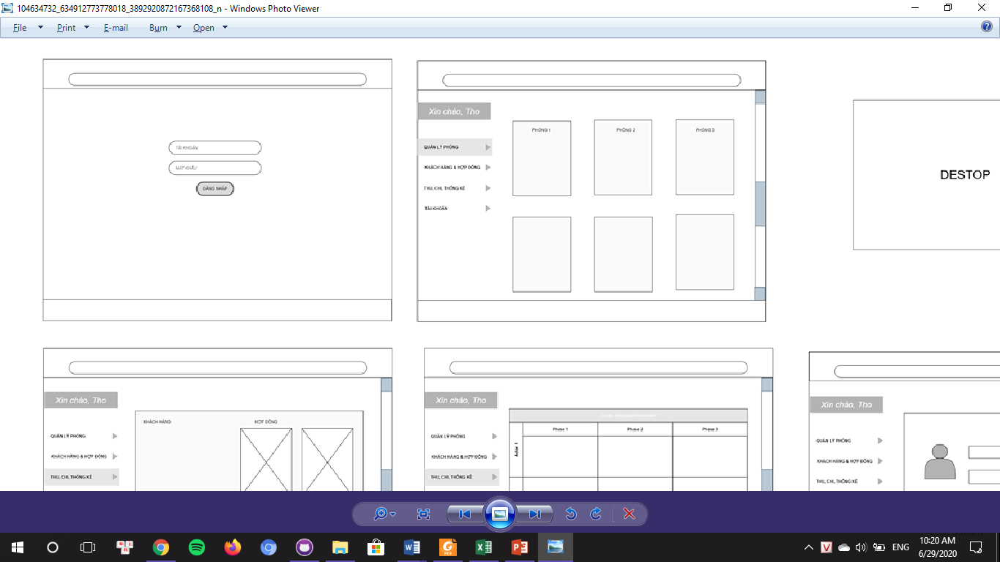 104634732_634912773778018_3892920872167368108_n - Windows Photo Viewer
File Print E-mail Burn Open
TÀI KHOẢN
MẬT KHẨU
ĐĂNG NHẬP
Xin chào, Tho
QUẢN LÝ PHÒNG
KHÁCH HÀNG & HỢP ĐỒNG
THU, CHI, THỐNG KÊ
TÀI KHOẢN
PHÒNG 1
PHÒNG 2
PHÒNG 3
DESTOP
Xin chào, Tho
QUẢN LÝ PHÒNG
KHÁCH HÀNG & HỢP ĐỒNG
THU, CHI, THỐNG KÊ
KHÁCH HÀNG
HỢP ĐỒNG
Xin chào, Tho
QUẢN LÝ PHÒNG
KHÁCH HÀNG & HỢP ĐỒNG
THU, CHI, THỐNG KÊ
Phase 1
Phase 2
Phase 3
Actor 1
Xin chào, Tho
QUẢN LÝ PHÒNG
KHÁCH HÀNG & HỢP ĐỒNG
THU, CHI, THỐNG KÊ
ENG
10:20 AM
6/29/2020